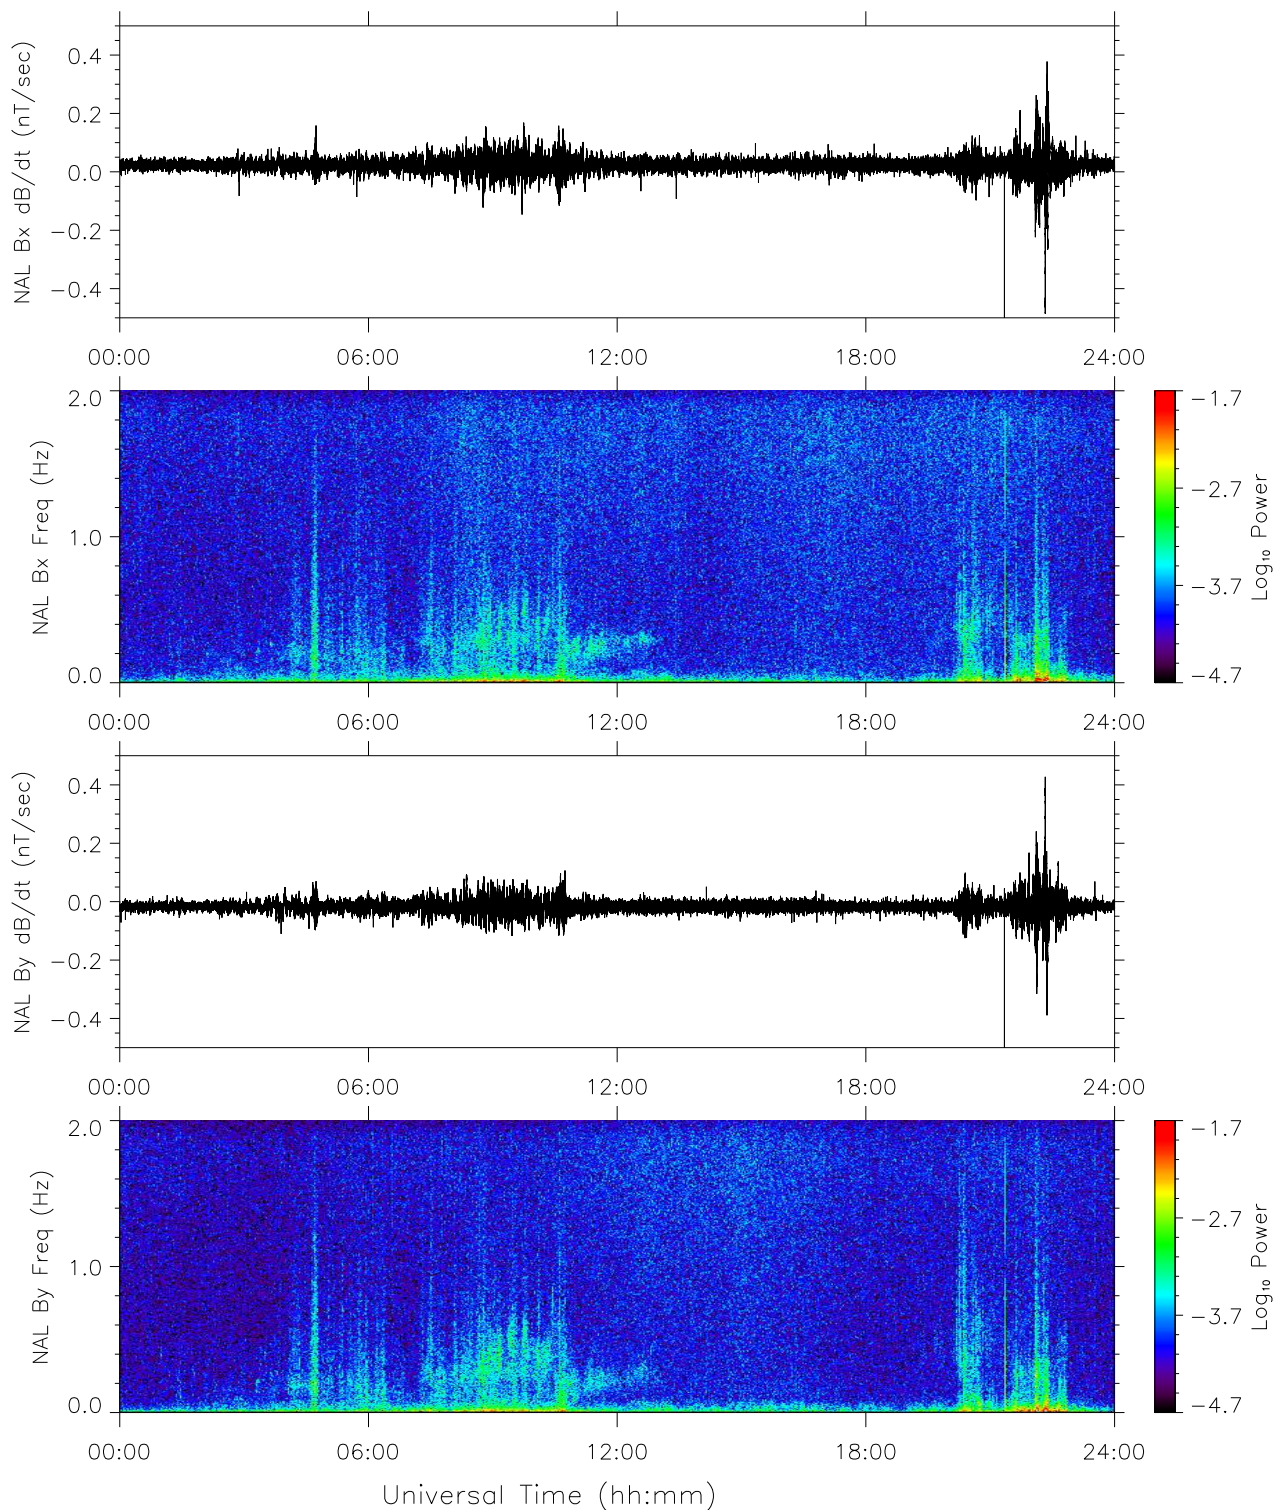 NAL Bx dB/dt (nT/sec)
0.4
0.2
0.0
−0.2
−0.4
00:00 06:00 12:00 18:00 24:00
NAL Bx Freq (Hz)
2.0
1.0
0.0
00:00 06:00 12:00 18:00 24:00
−1.7
−2.7
−3.7
−4.7
Log₁₀ Power
NAL By dB/dt (nT/sec)
0.4
0.2
0.0
−0.2
−0.4
00:00 06:00 12:00 18:00 24:00
NAL By Freq (Hz)
2.0
1.0
0.0
00:00 06:00 12:00 18:00 24:00
−1.7
−2.7
−3.7
−4.7
Log₁₀ Power
Universal Time (hh:mm)